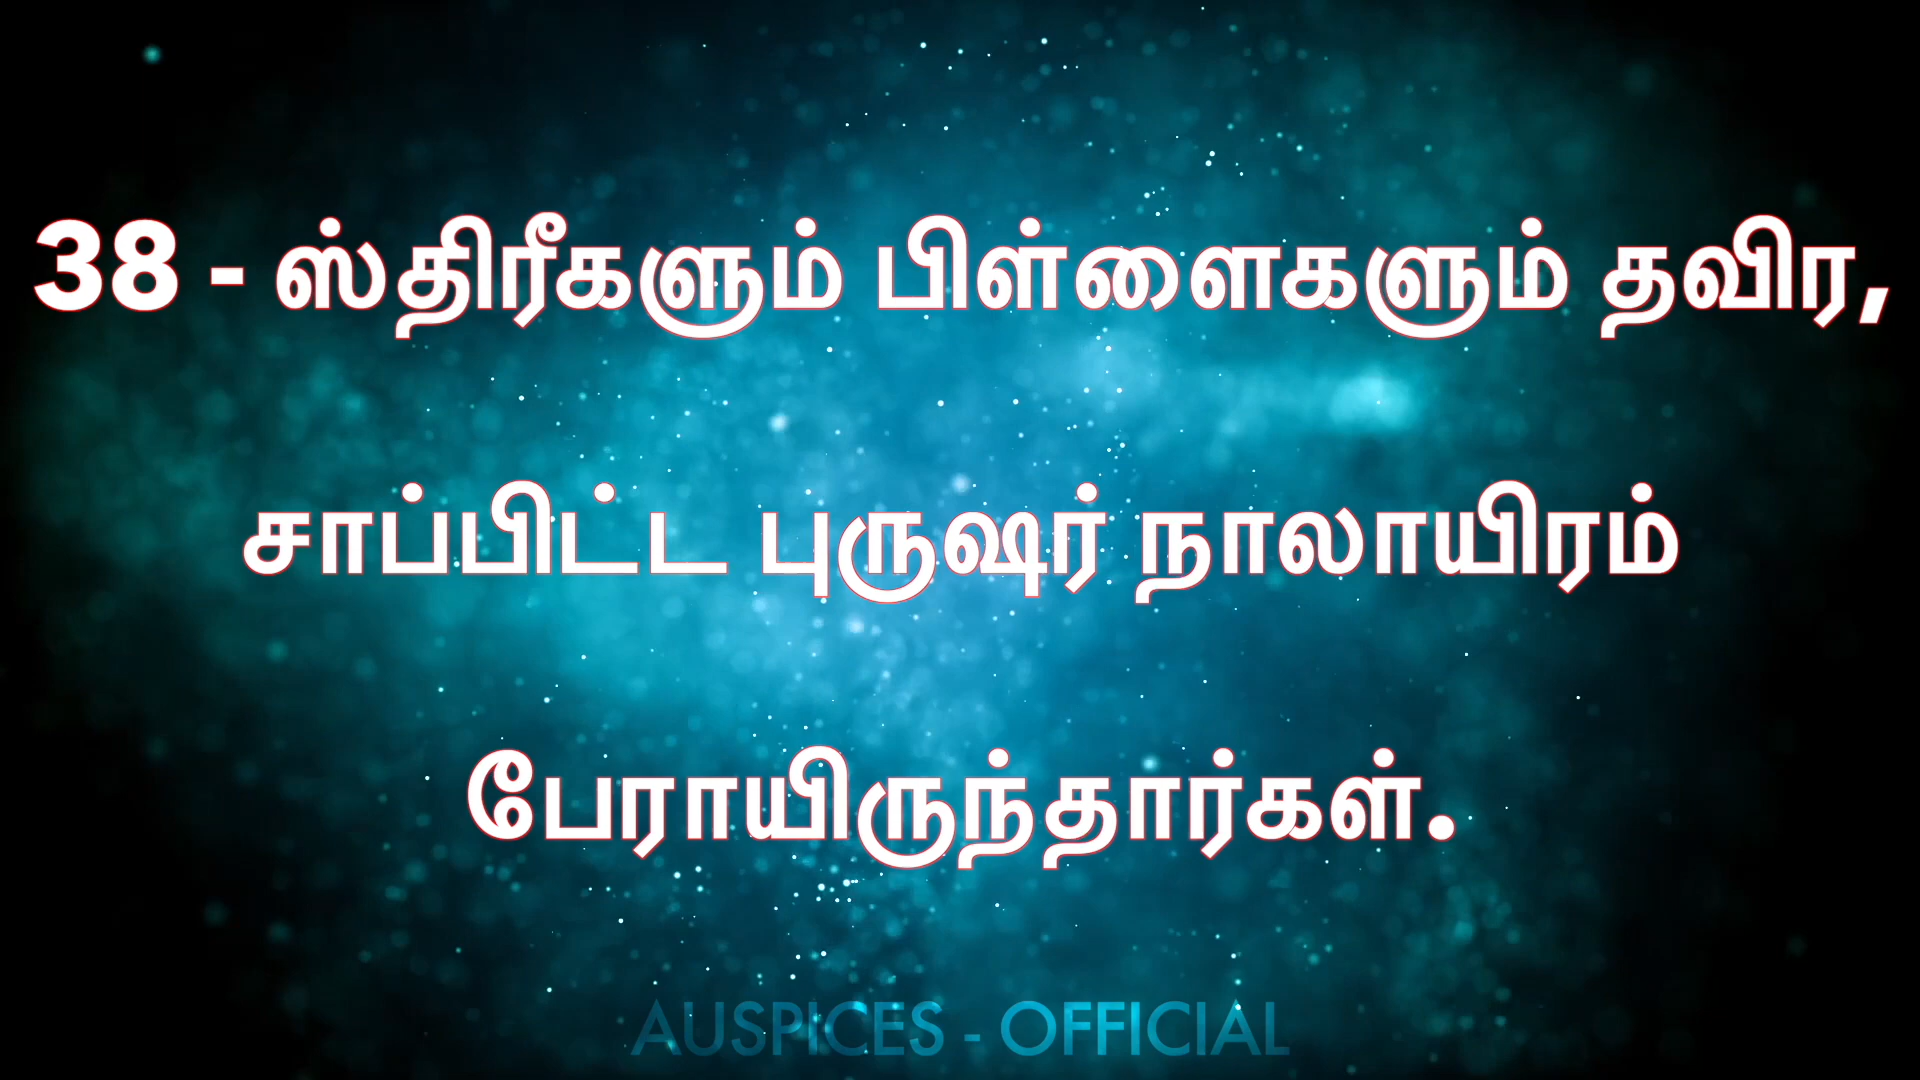 38 - ஸ்திரீகளும் பிள்ளைகளும் தவிர,
சாப்பிட்ட புருஷர் நாலாயிரம்
பேராயிருந்தார்கள்.
AUSPICES - OFFICIAL